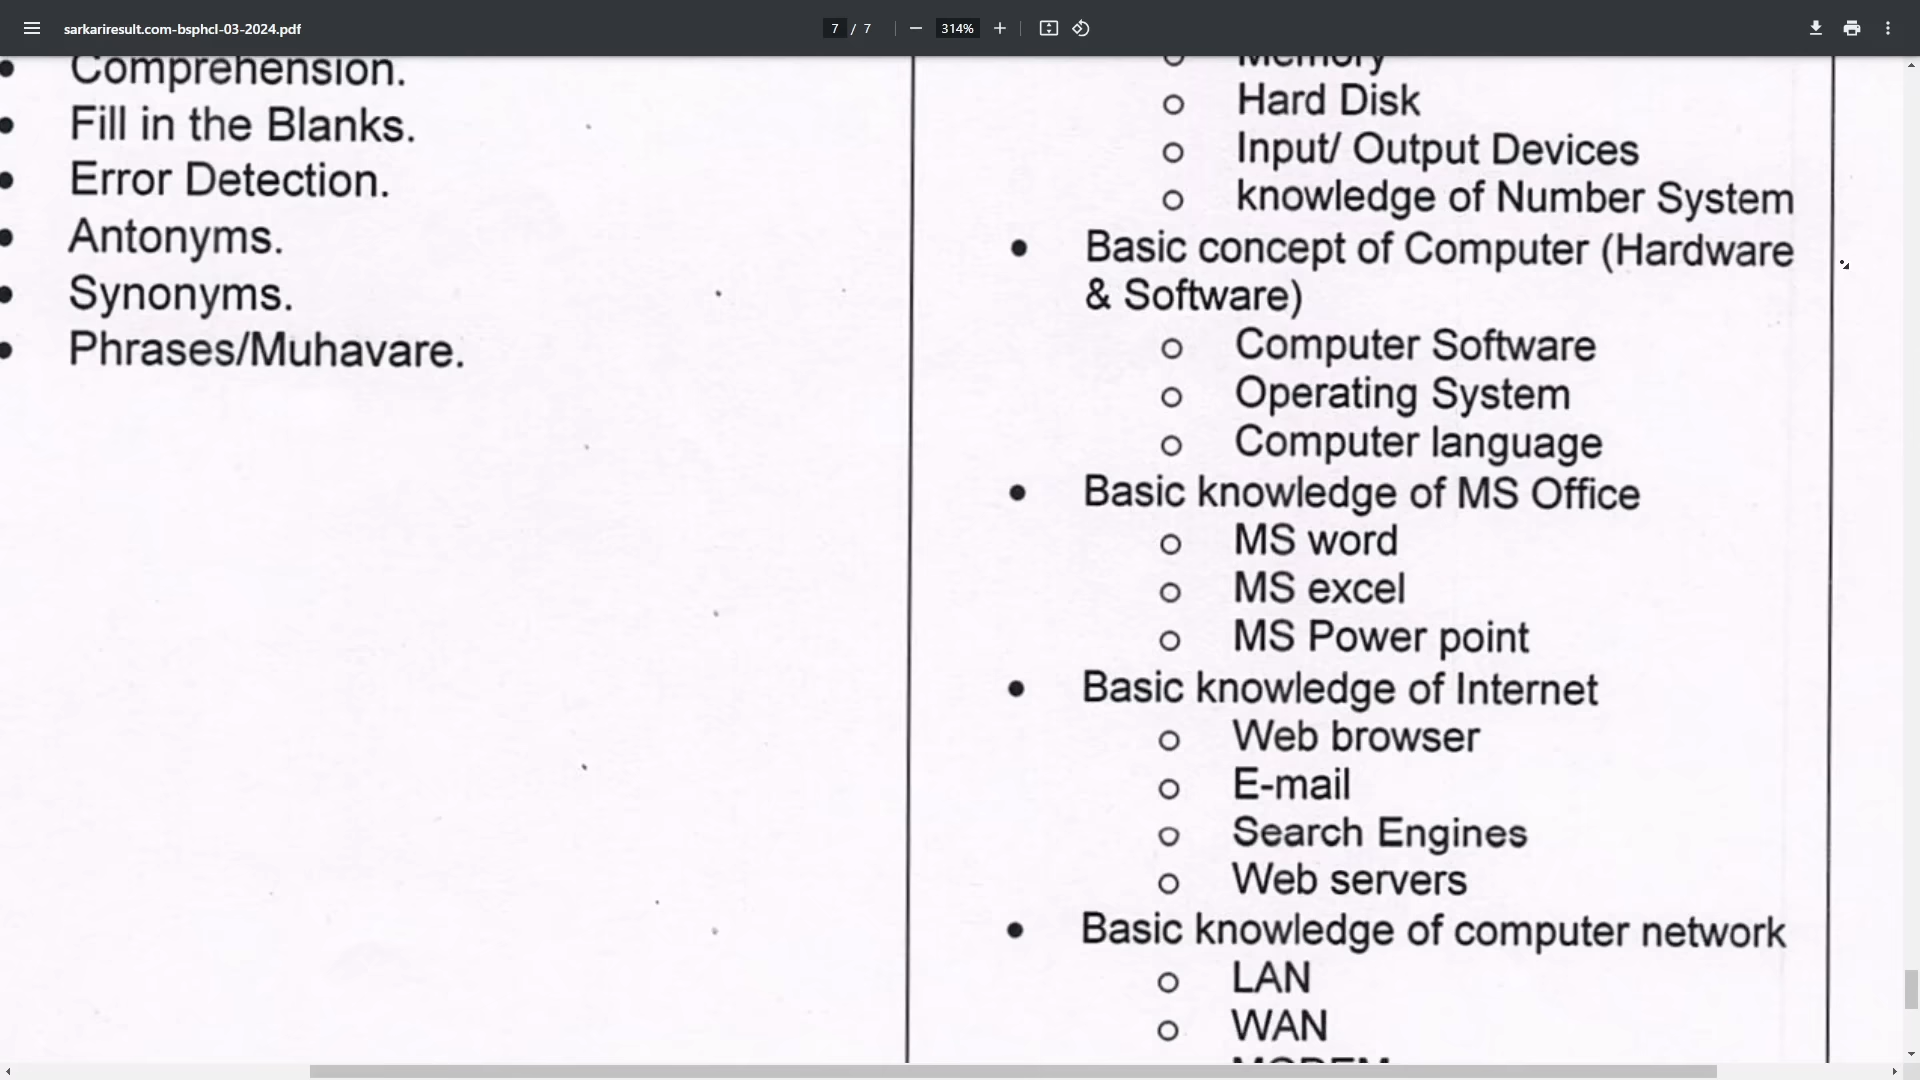 sarkariresult.com-bsphcl-03-2024.pdf
7 / 7
314%
Comprehension.
Fill in the Blanks.
Error Detection.
Antonyms.
Synonyms.
Phrases/Muhavare.
Memory
Hard Disk
Input/ Output Devices
knowledge of Number System
Basic concept of Computer (Hardware
& Software)
Computer Software
Operating System
Computer language
Basic knowledge of MS Office
MS word
MS excel
MS Power point
Basic knowledge of Internet
Web browser
E-mail
Search Engines
Web servers
Basic knowledge of computer network
LAN
WAN
MODEM